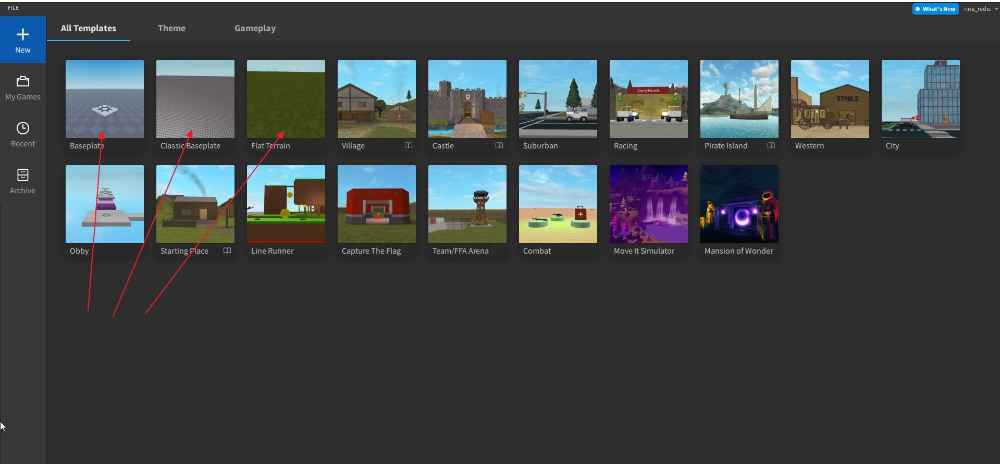 FILE
What's New
rina_redis
New
My Games
Recent
Archive
All Templates Theme Gameplay
Start/Finish
STABLE
Baseplate Classic Baseplate Flat Terrain Village Castle Suburban Racing Pirate Island Western City
Obby Starting Place Line Runner Capture The Flag Team/FFA Arena Combat Move It Simulator Mansion of Wonder